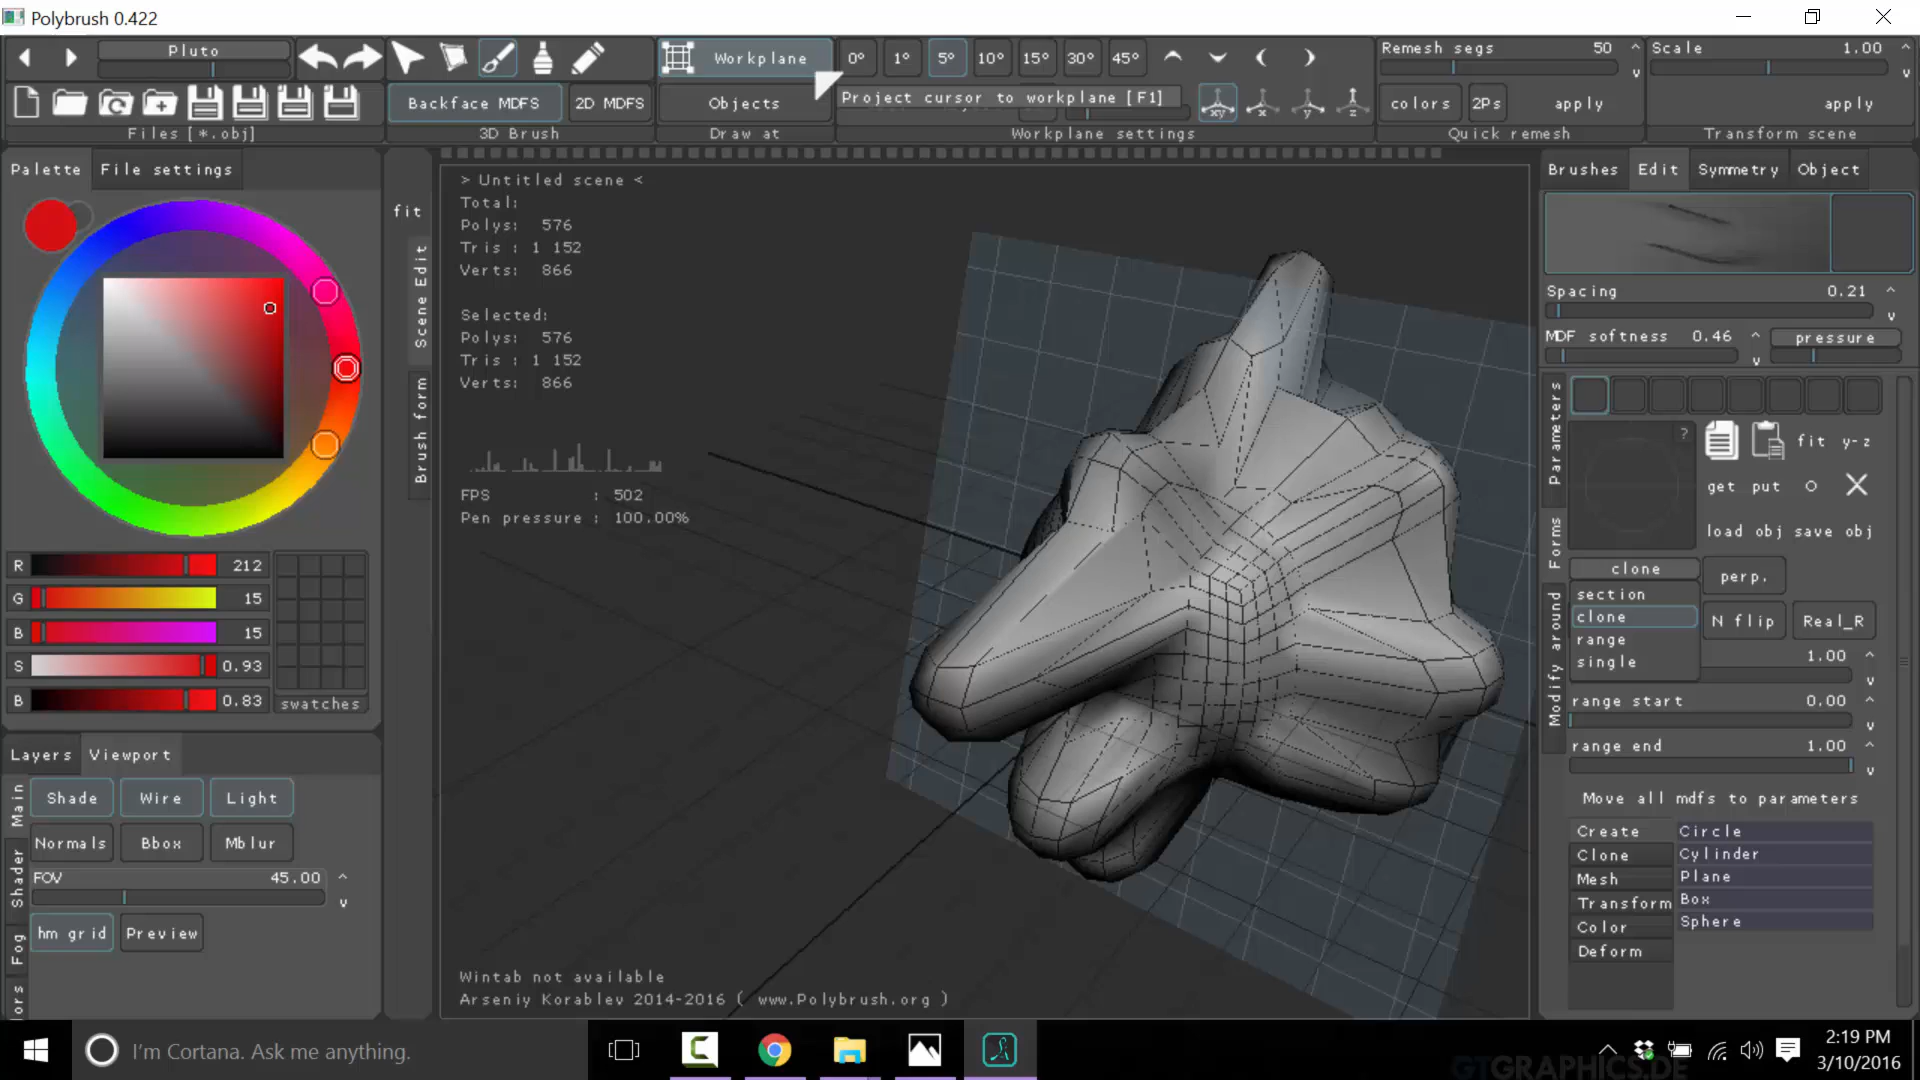 Polybrush 0.422
Pluto
Workplane
0° 1° 5° 10° 15° 30° 45°
Remesh segs 50
Scale 1.00
Backface MDFS
2D MDFS
Objects
Project cursor to workplane [F1]
colors
2Ps
apply
apply
Files [*.obj]
3D Brush
Draw at
Workplane settings
Quick remesh
Transform scene
Palette
File settings
fit
Scene Edit
Brush form
> Untitled scene <
Total:
Polys: 576
Tris : 1 152
Verts: 866
Selected:
Polys: 576
Tris : 1 152
Verts: 866
FPS : 502
Pen pressure : 100.00%
Wintab not available
Arseniy Korablev 2014-2016 ( www.Polybrush.org )
R 212
G 15
B 15
S 0.93
B 0.83
swatches
Layers
Viewport
Main
Shader
Fog
Shade
Wire
Light
Normals
Bbox
Mblur
FOV 45.00
hm grid
Preview
Brushes
Edit
Symmetry
Object
Spacing 0.21
MDF softness 0.46
pressure
Parameters
Forms
Modify around
?
fit y-z
get put
load obj save obj
clone
perp.
section
clone
range
single
N flip
Real_R
1.00
range start 0.00
range end 1.00
Move all mdfs to parameters
Create
Clone
Mesh
Transform
Color
Deform
Circle
Cylinder
Plane
Box
Sphere
I'm Cortana. Ask me anything.
2:19 PM
3/10/2016
GTGRAPHICS.DE